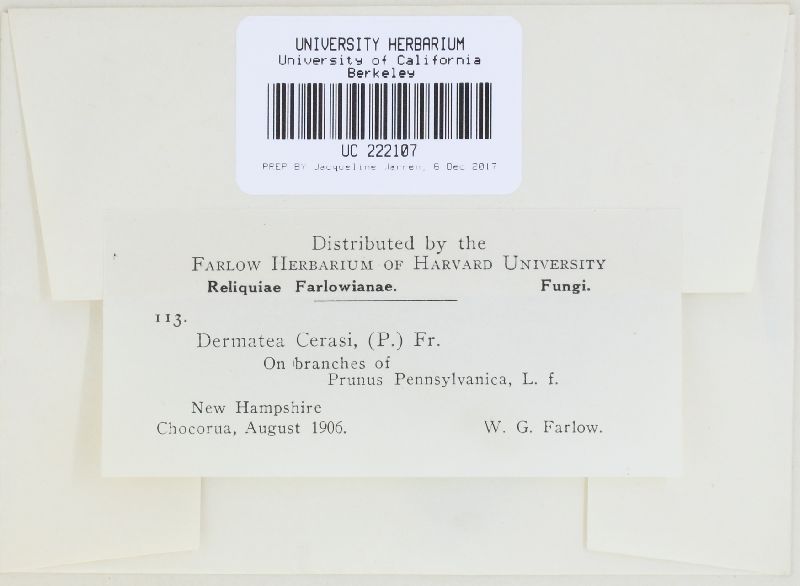 UNIVERSITY HERBARIUM
University of California
Berkeley
UC 222107
PREP BY Jacqueline Jarren, 6 Dec 2017
Distributed by the
FARLOW HERBARIUM OF HARVARD UNIVERSITY
Reliquiae Farlowianae. Fungi.
113.
Dermatea Cerasi, (P.) Fr.
On branches of
Prunus Pennsylvanica, L. f.
New Hampshire
Chocorua, August 1906. W. G. Farlow.